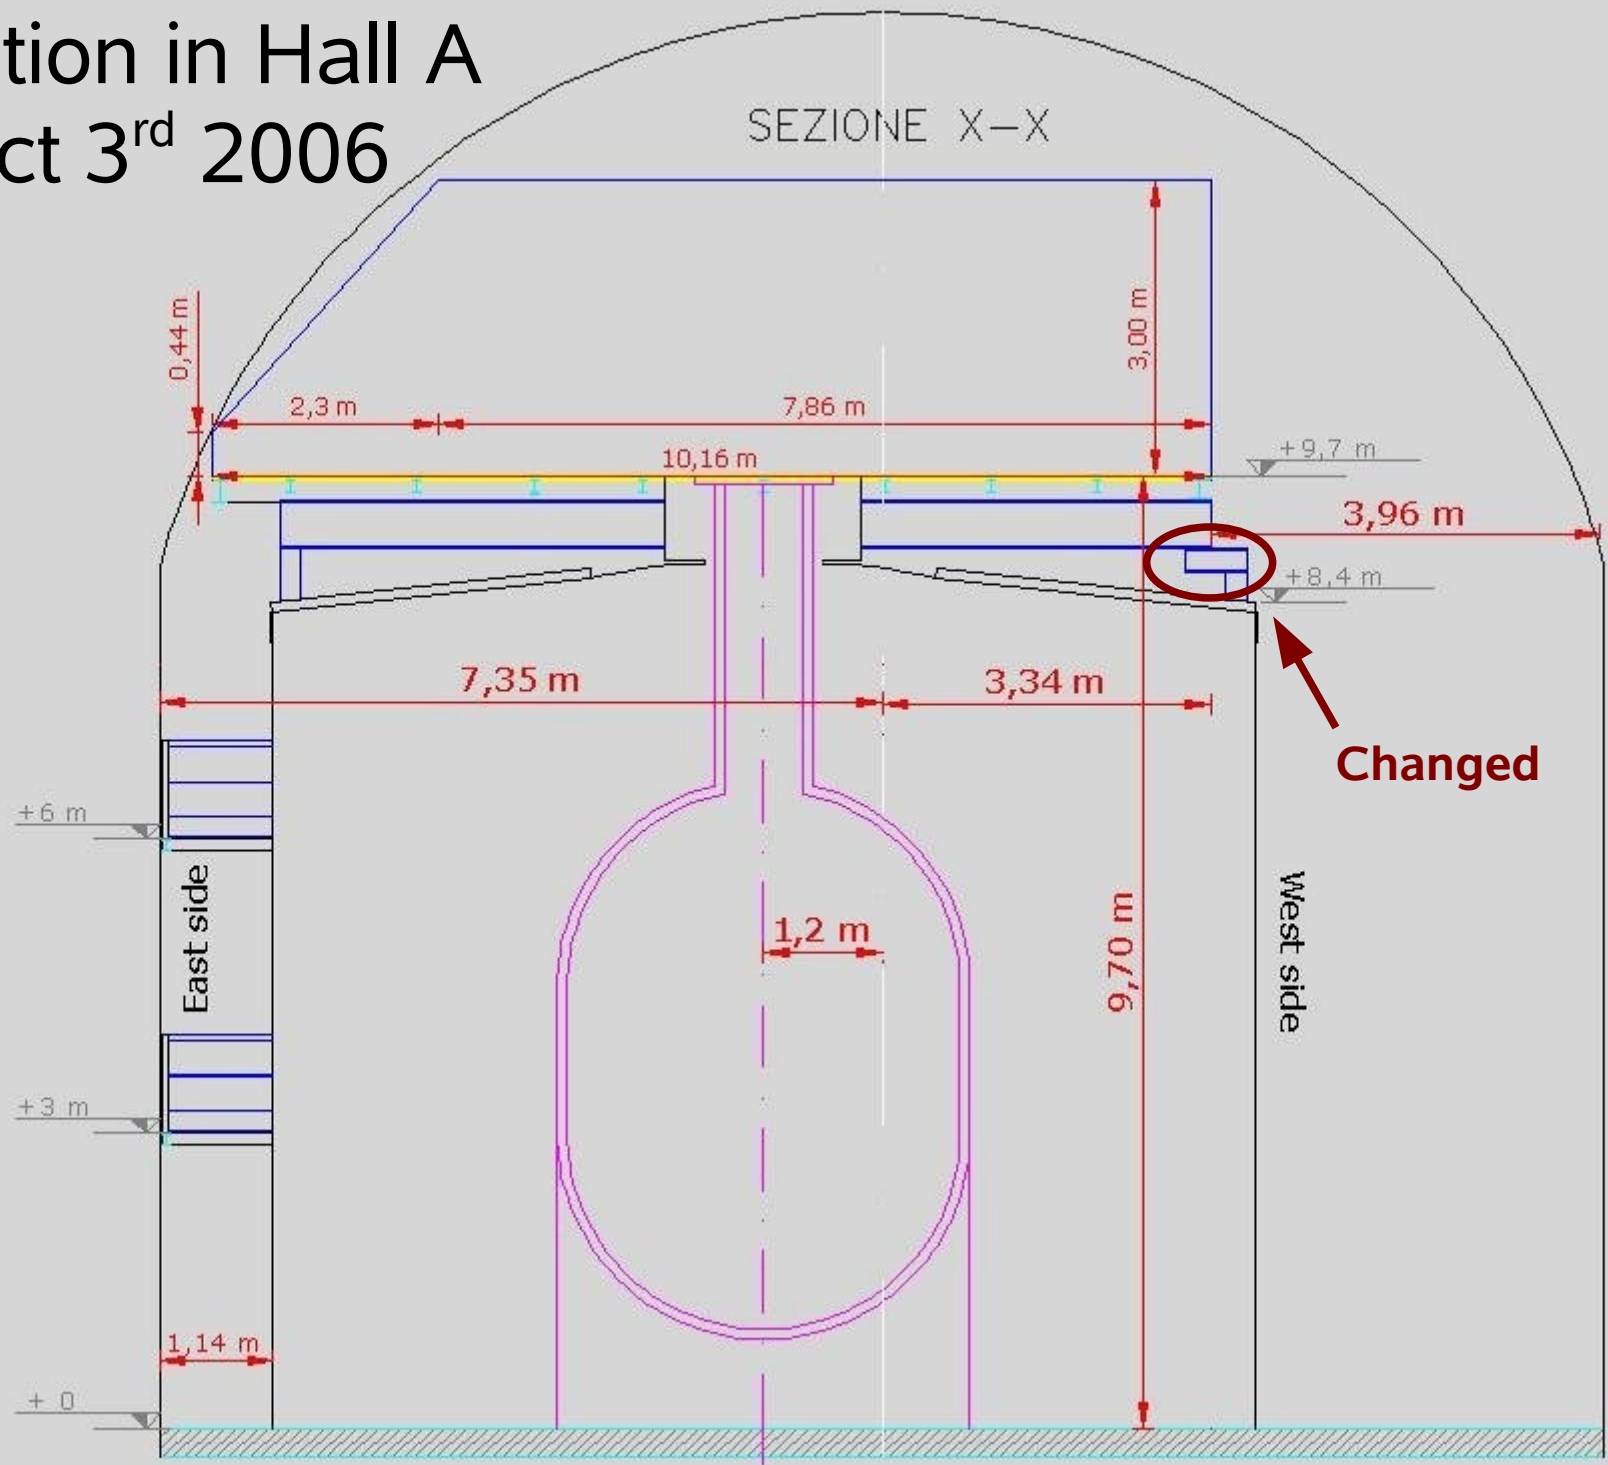 tion in Hall A
ct 3rd 2006
SEZIONE X-X
0,44 m
3,00 m
2,3 m
7,86 m
10,16 m
+9,7 m
3,96 m
+8,4 m
7,35 m
3,34 m
Changed
+6 m
East side
West side
1,2 m
9,70 m
+3 m
1,14 m
+ 0